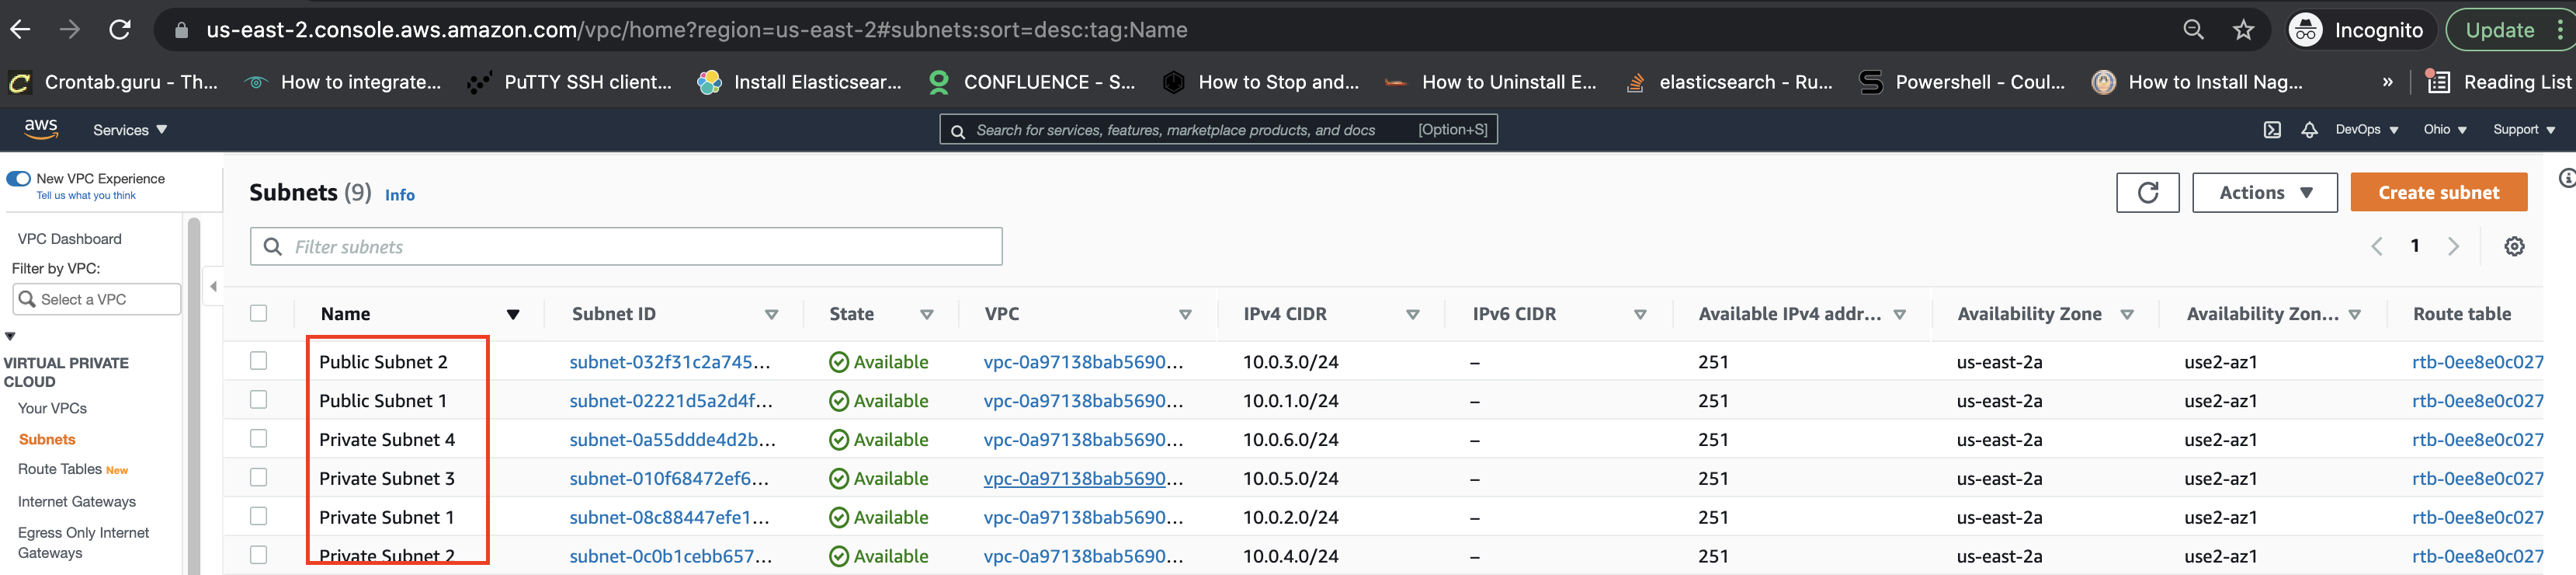 us-east-2.console.aws.amazon.com/vpc/home?region=us-east-2#subnets:sort=desc:tag:Name Incognito Update
Crontab.guru - Th... How to integrate... PuTTY SSH client... Install Elasticsear... CONFLUENCE - S... How to Stop and... How to Uninstall E... elasticsearch - Ru... Powershell - Coul... How to Install Nag... » Reading List
aws Services Search for services, features, marketplace products, and docs [Option+S] DevOps Ohio Support
New VPC Experience
Tell us what you think
Subnets (9) Info Actions Create subnet
VPC Dashboard
Filter subnets 1
Filter by VPC:
Select a VPC
Name Subnet ID State VPC IPv4 CIDR IPv6 CIDR Available IPv4 addr... Availability Zone Availability Zon... Route table
Public Subnet 2 subnet-032f31c2a745... Available vpc-0a97138bab5690... 10.0.3.0/24 – 251 us-east-2a use2-az1 rtb-0ee8e0c027
Public Subnet 1 subnet-02221d5a2d4f... Available vpc-0a97138bab5690... 10.0.1.0/24 – 251 us-east-2a use2-az1 rtb-0ee8e0c027
Private Subnet 4 subnet-0a55ddde4d2b... Available vpc-0a97138bab5690... 10.0.6.0/24 – 251 us-east-2a use2-az1 rtb-0ee8e0c027
Private Subnet 3 subnet-010f68472ef6... Available vpc-0a97138bab5690... 10.0.5.0/24 – 251 us-east-2a use2-az1 rtb-0ee8e0c027
Private Subnet 1 subnet-08c88447efe1... Available vpc-0a97138bab5690... 10.0.2.0/24 – 251 us-east-2a use2-az1 rtb-0ee8e0c027
Private Subnet 2 subnet-0c0b1cebb657... Available vpc-0a97138bab5690... 10.0.4.0/24 – 251 us-east-2a use2-az1 rtb-0ee8e0c027
VIRTUAL PRIVATE
CLOUD
Your VPCs
Subnets
Route Tables New
Internet Gateways
Egress Only Internet
Gateways